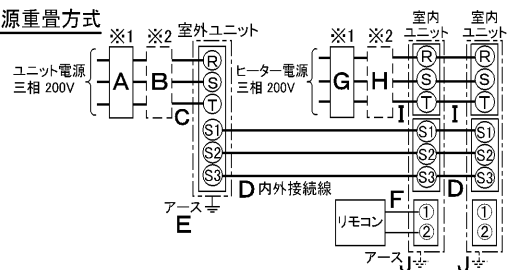 源重畳方式
※1 ※2 室外ユニット
ユニット電源
三相 200V
A B C
R
S
T
S1
S2
S3
アース
E
D 内外接続線
※1 ※2
ヒーター電源
三相 200V
G H I I
室内
ユニット
室内
ユニット
R R
S S
T T
S1 S1
S2 S2
S3 S3
D
F
リモコン
① ①
② ②
アース J J